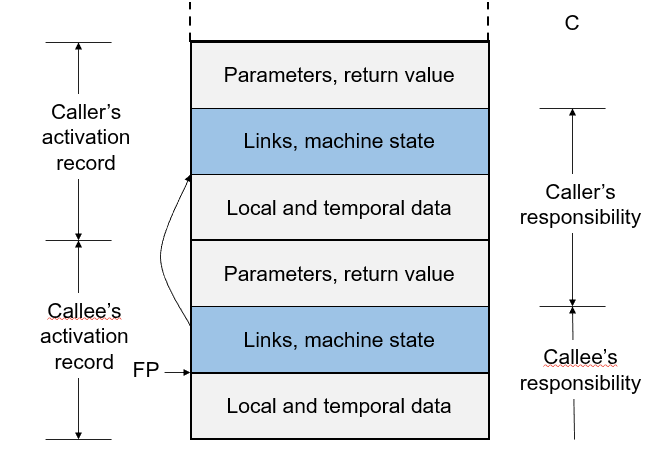 C
Parameters, return value
Caller's
activation
record
Links, machine state
Local and temporal data
Caller's
responsibility
Parameters, return value
Callee's
activation
record
Links, machine state
FP
Callee's
responsibility
Local and temporal data